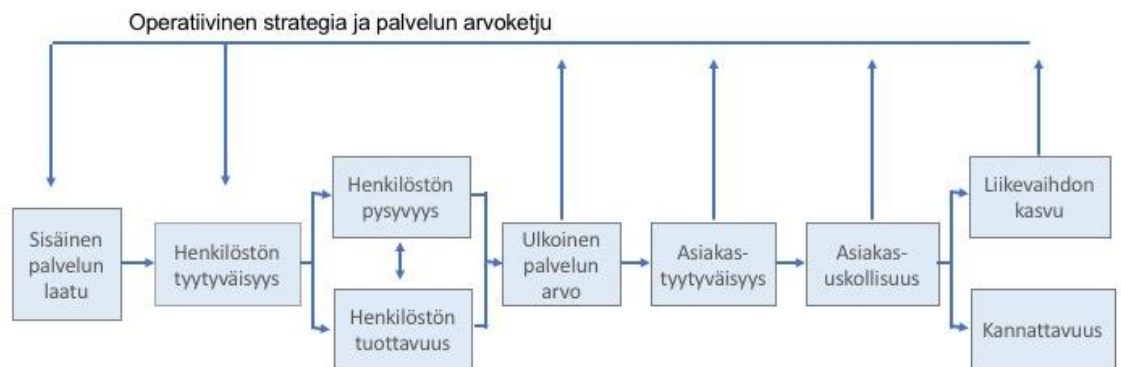 Operatiivinen strategia ja palvelun arvoketju
Sisäinen
palvelun
laatu
Henkilöstön
tyytyväisyys
Henkilöstön
pysyvyys
Henkilöstön
tuottavuus
Ulkoinen
palvelun
arvo
Asiakas-
tyytyväisyys
Asiakas-
uskollisuus
Liikevaihdon
kasvu
Kannattavuus